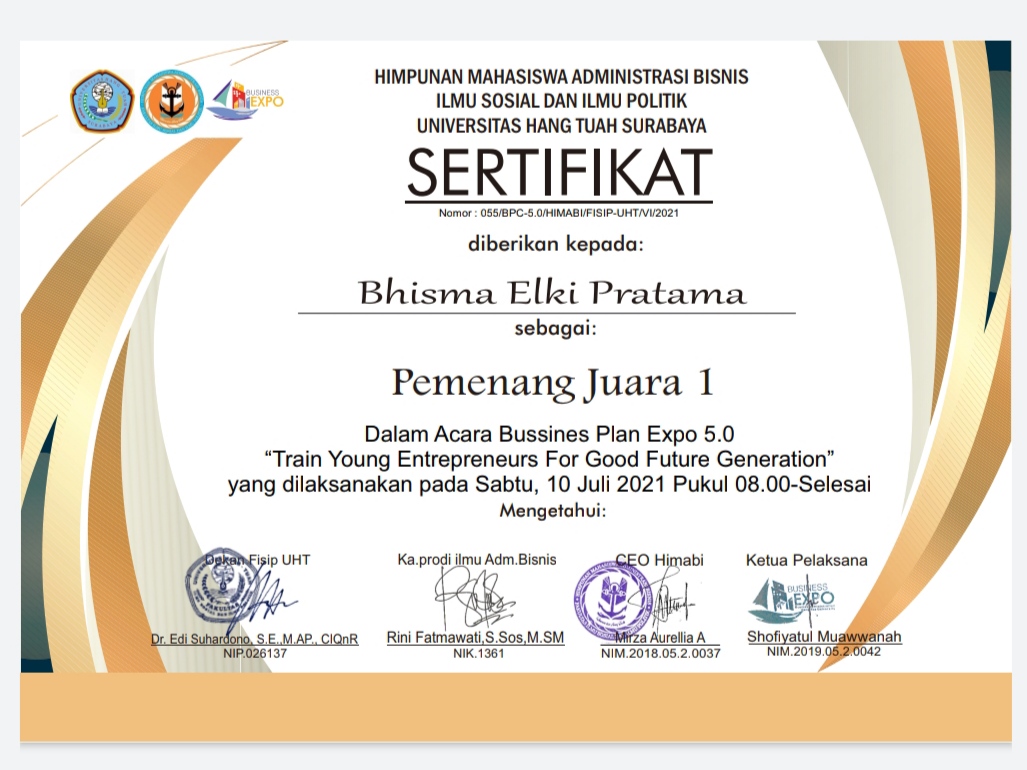 BUSINESS
EXPO
HIMPUNAN MAHASISWA ADMINISTRASI BISNIS
ILMU SOSIAL DAN ILMU POLITIK
UNIVERSITAS HANG TUAH SURABAYA
SERTIFIKAT
Nomor : 055/BPC-5.0/HIMABI/FISIP-UHT/VI/2021
diberikan kepada:
Bhisma Elki Pratama
sebagai:
Pemenang Juara 1
Dalam Acara Bussines Plan Expo 5.0
“Train Young Entrepreneurs For Good Future Generation”
yang dilaksanakan pada Sabtu, 10 Juli 2021 Pukul 08.00-Selesai
Mengetahui:
Dekan Fisip UHT
Ka.prodi ilmu Adm.Bisnis
CEO Himabi
Ketua Pelaksana
BUSINESS
EXPO
Dr. Edi Suhardono, S.E.,M.AP., CIQnR
NIP.026137
Rini Fatmawati,S.Sos,M.SM
NIK.1361
Mirza Aurellia A
NIM.2018.05.2.0037
Shofiyatul Muawwanah
NIM.2019.05.2.0042